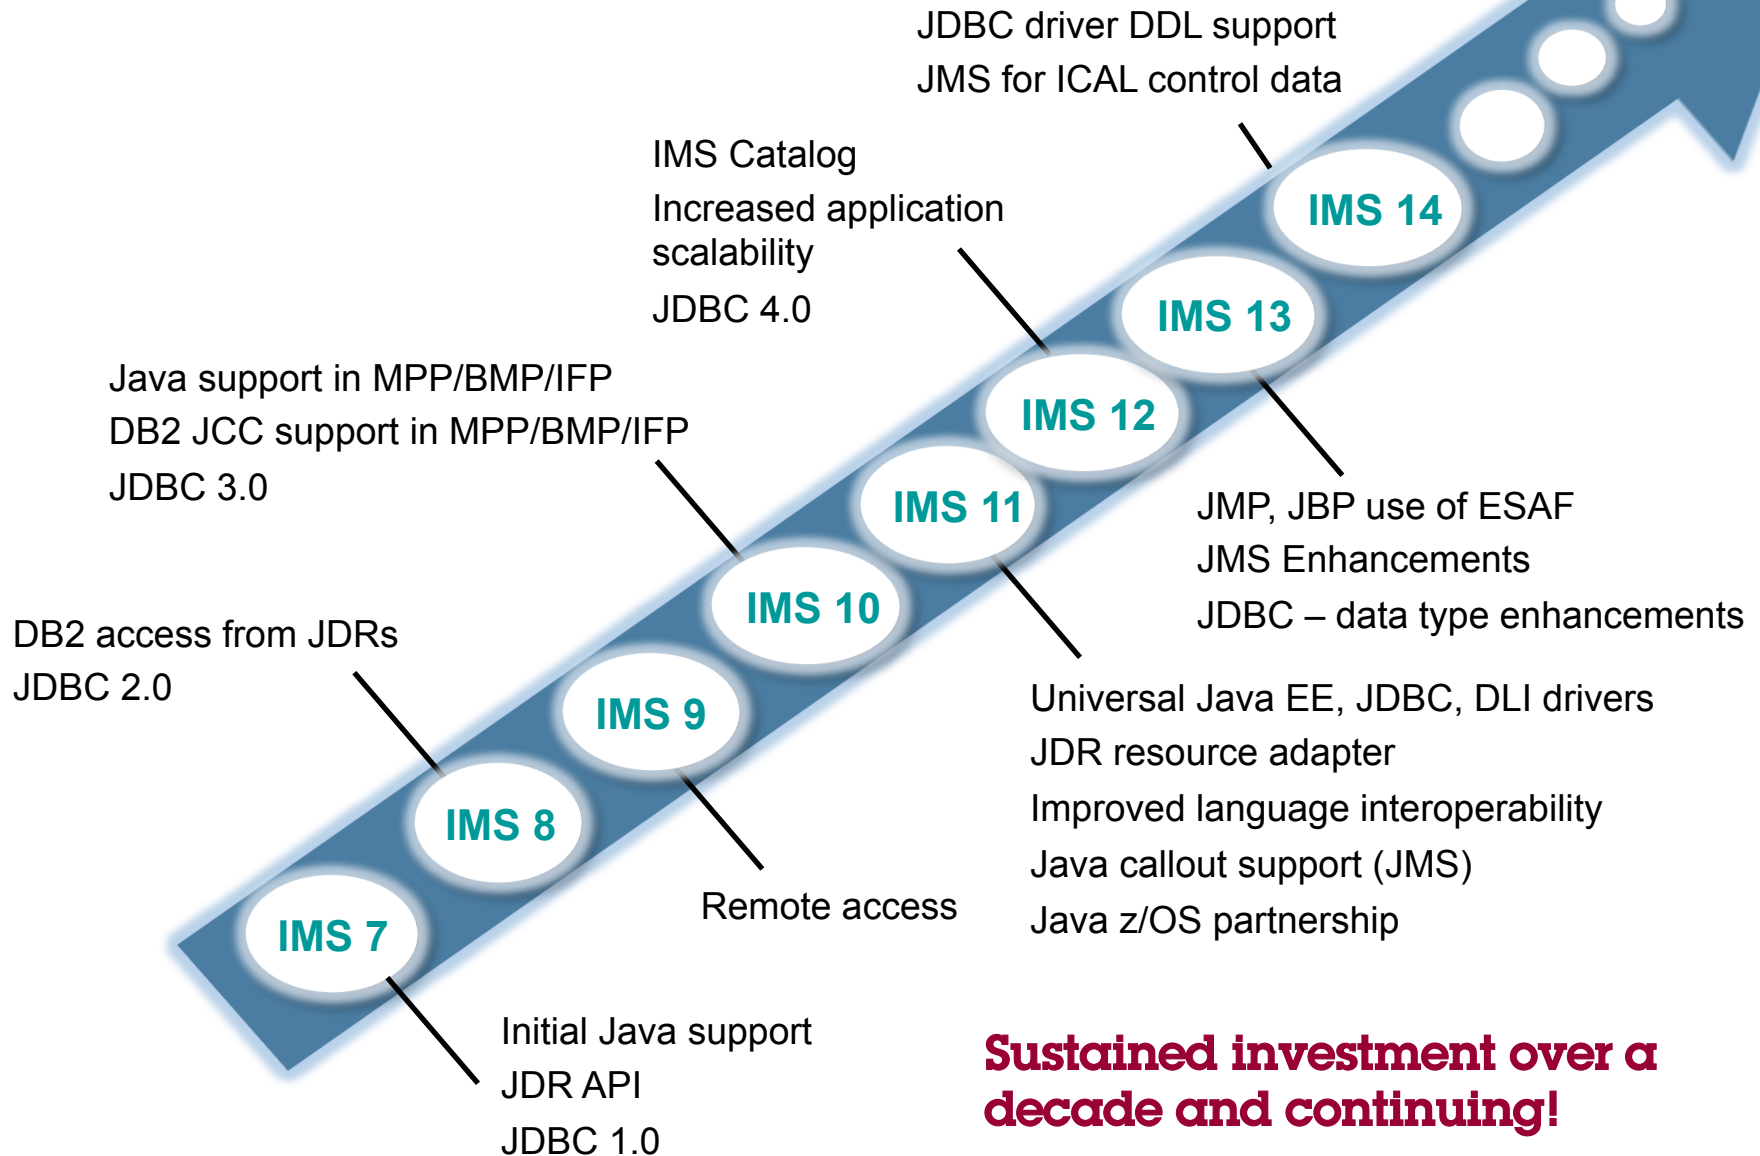 JDBC driver DDL support
JMS for ICAL control data
IMS Catalog
Increased application
scalability
JDBC 4.0
IMS 14
IMS 13
Java support in MPP/BMP/IFP
DB2 JCC support in MPP/BMP/IFP
JDBC 3.0
IMS 12
IMS 11
JMP, JBP use of ESAF
JMS Enhancements
JDBC – data type enhancements
IMS 10
DB2 access from JDRs
JDBC 2.0
IMS 9
Universal Java EE, JDBC, DLI drivers
JDR resource adapter
Improved language interoperability
Java callout support (JMS)
Java z/OS partnership
IMS 8
Remote access
IMS 7
Initial Java support
JDR API
JDBC 1.0
Sustained investment over a
decade and continuing!